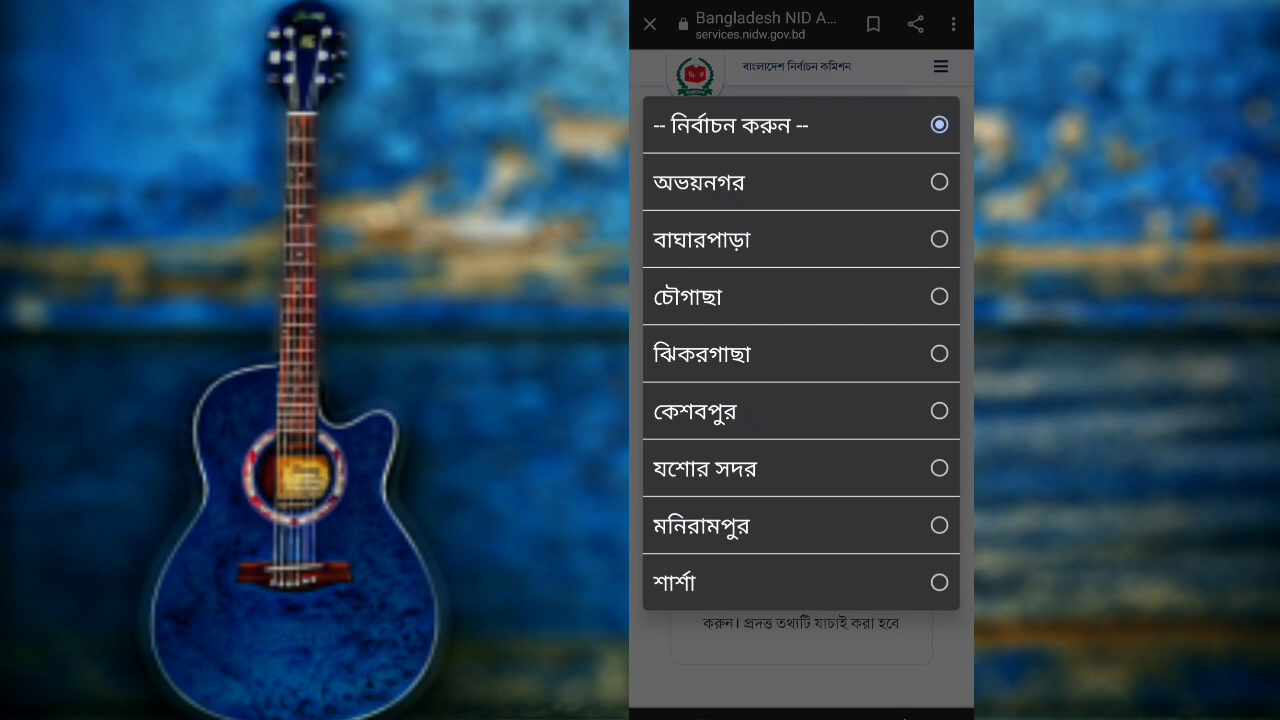 Bangladesh NID A...
services.nidw.gov.bd
বাংলাদেশ নির্বাচন কমিশন
-- নির্বাচন করুন --
অভয়নগর
বাঘারপাড়া
চৌগাছা
ঝিকরগাছা
কেশবপুর
যশোর সদর
মনিরামপুর
শার্শা
করুন। প্রদত্ত তথ্যটি যাচাই করা হবে